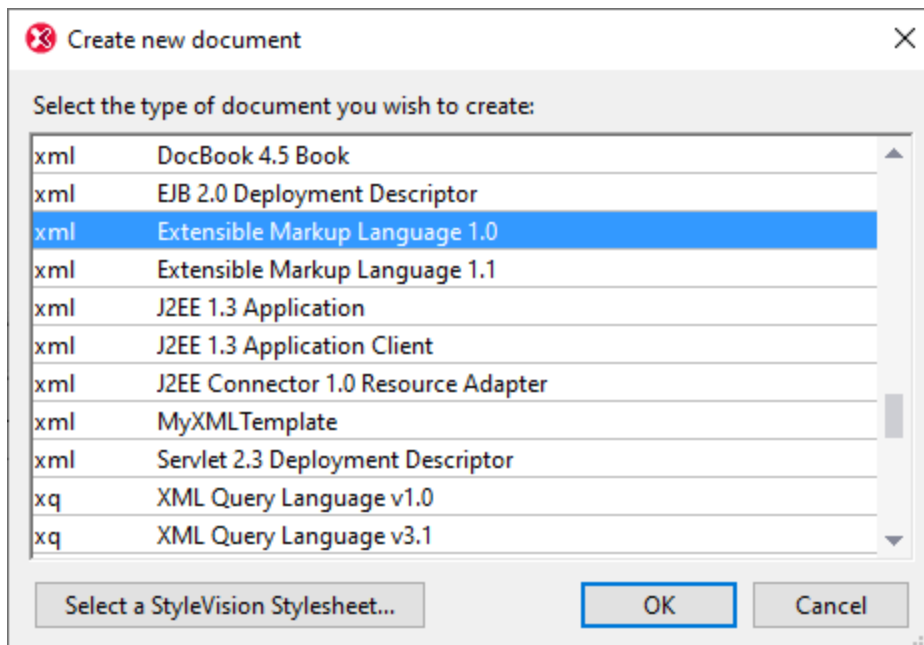 Create new document
Select the type of document you wish to create:
xml DocBook 4.5 Book
xml EJB 2.0 Deployment Descriptor
xml Extensible Markup Language 1.0
xml Extensible Markup Language 1.1
xml J2EE 1.3 Application
xml J2EE 1.3 Application Client
xml J2EE Connector 1.0 Resource Adapter
xml MyXMLTemplate
xml Servlet 2.3 Deployment Descriptor
xq XML Query Language v1.0
xq XML Query Language v3.1
Select a StyleVision Stylesheet... OK Cancel